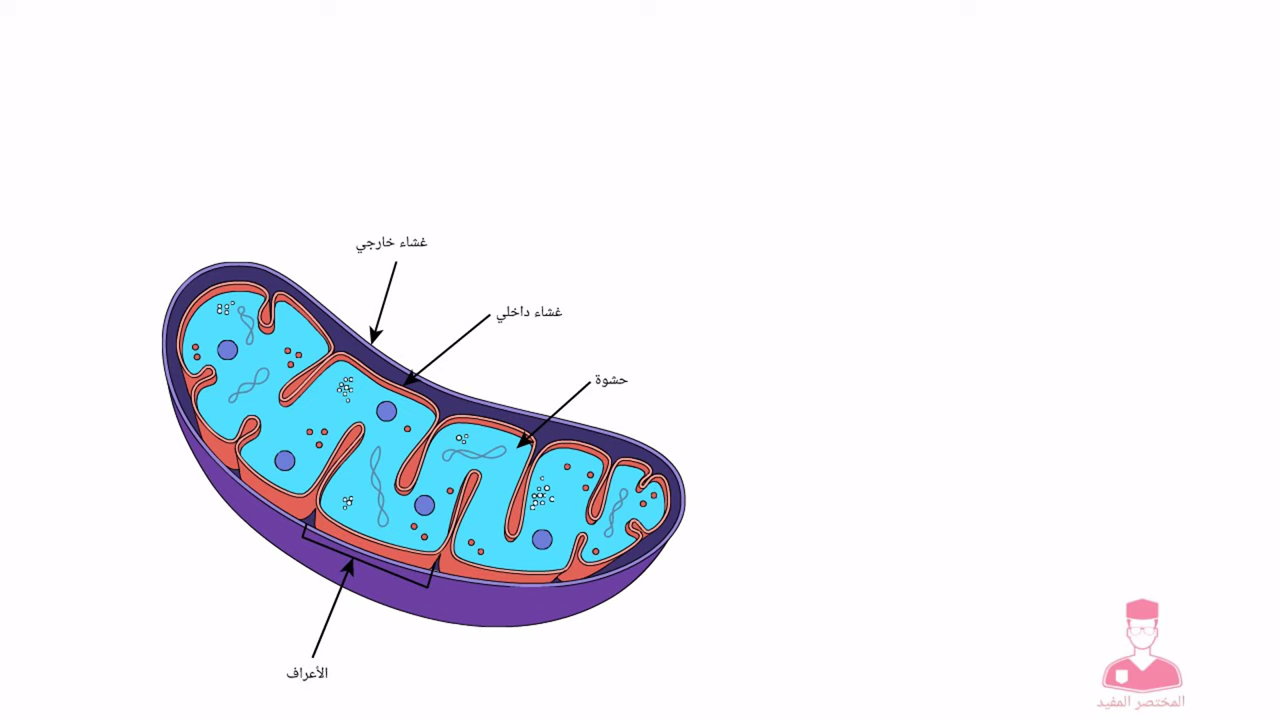 غشاء خارجي
غشاء داخلي
حشوة
الأعراف
المختصر المفيد